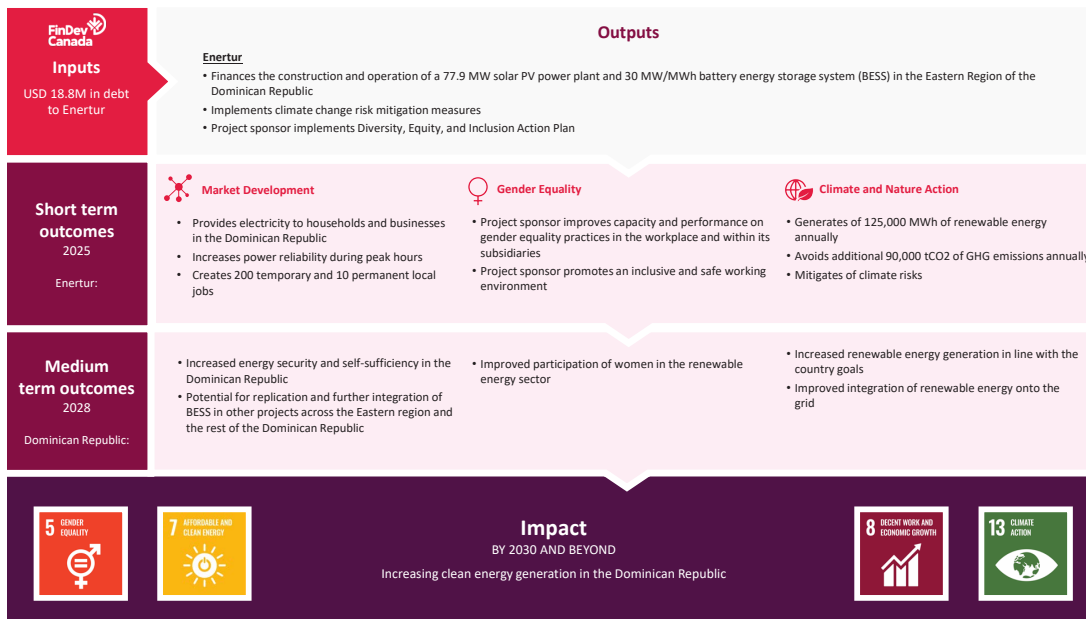 FinDev
Canada
Inputs
USD 18.8M in debt
to Enertur
Outputs
Enertur
• Finances the construction and operation of a 77.9 MW solar PV power plant and 30 MW/MWh battery energy storage system (BESS) in the Eastern Region of the
Dominican Republic
• Implements climate change risk mitigation measures
• Project sponsor implements Diversity, Equity, and Inclusion Action Plan
Short term
outcomes
2025
Enertur:
Market Development
• Provides electricity to households and businesses
in the Dominican Republic
• Increases power reliability during peak hours
• Creates 200 temporary and 10 permanent local
jobs
Gender Equality
• Project sponsor improves capacity and performance on
gender equality practices in the workplace and within its
subsidiaries
• Project sponsor promotes an inclusive and safe working
environment
Climate and Nature Action
• Generates of 125,000 MWh of renewable energy
annually
• Avoids additional 90,000 tCO2 of GHG emissions annually
• Mitigates of climate risks
Medium
term outcomes
2028
Dominican Republic:
• Increased energy security and self-sufficiency in the
Dominican Republic
• Potential for replication and further integration of
BESS in other projects across the Eastern region and
the rest of the Dominican Republic
• Improved participation of women in the renewable
energy sector
• Increased renewable energy generation in line with the
country goals
• Improved integration of renewable energy onto the
grid
5 GENDER
EQUALITY
7 AFFORDABLE AND
CLEAN ENERGY
Impact
BY 2030 AND BEYOND
Increasing clean energy generation in the Dominican Republic
8 DECENT WORK AND
ECONOMIC GROWTH
13 CLIMATE
ACTION